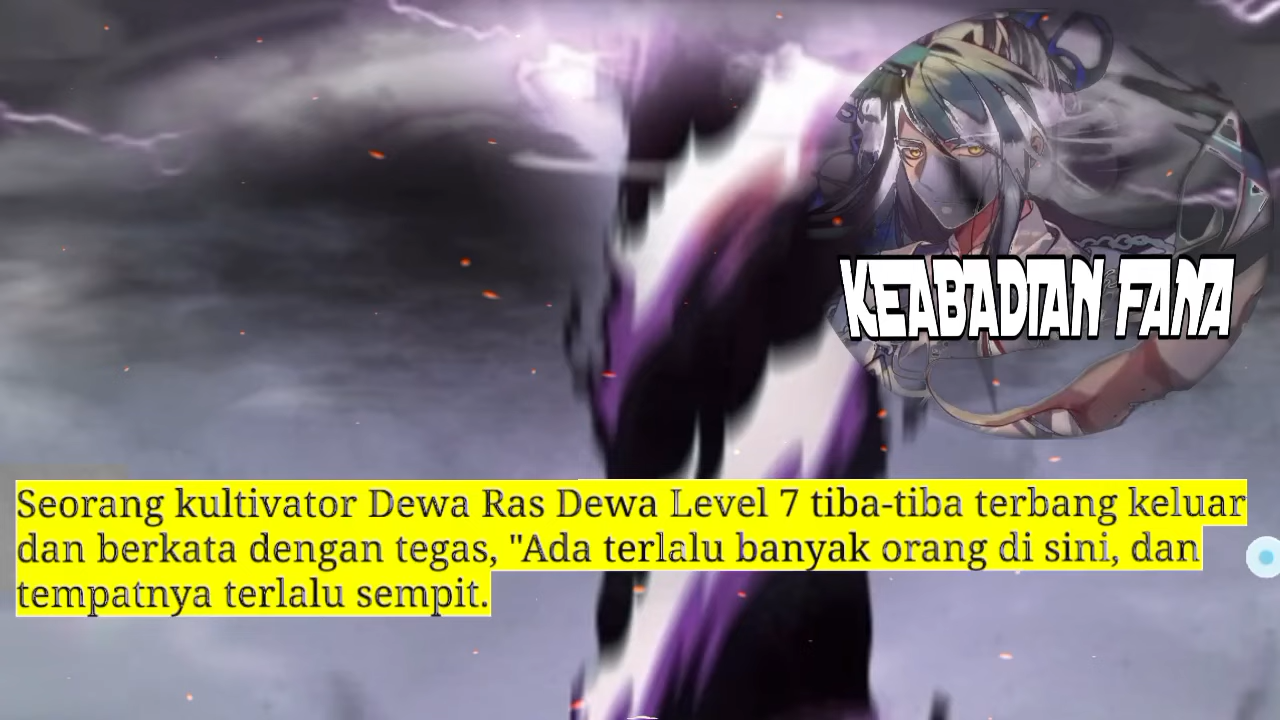 KEABADIAN FANA
Seorang kultivator Dewa Ras Dewa Level 7 tiba-tiba terbang keluar
dan berkata dengan tegas, "Ada terlalu banyak orang di sini, dan
tempatnya terlalu sempit.